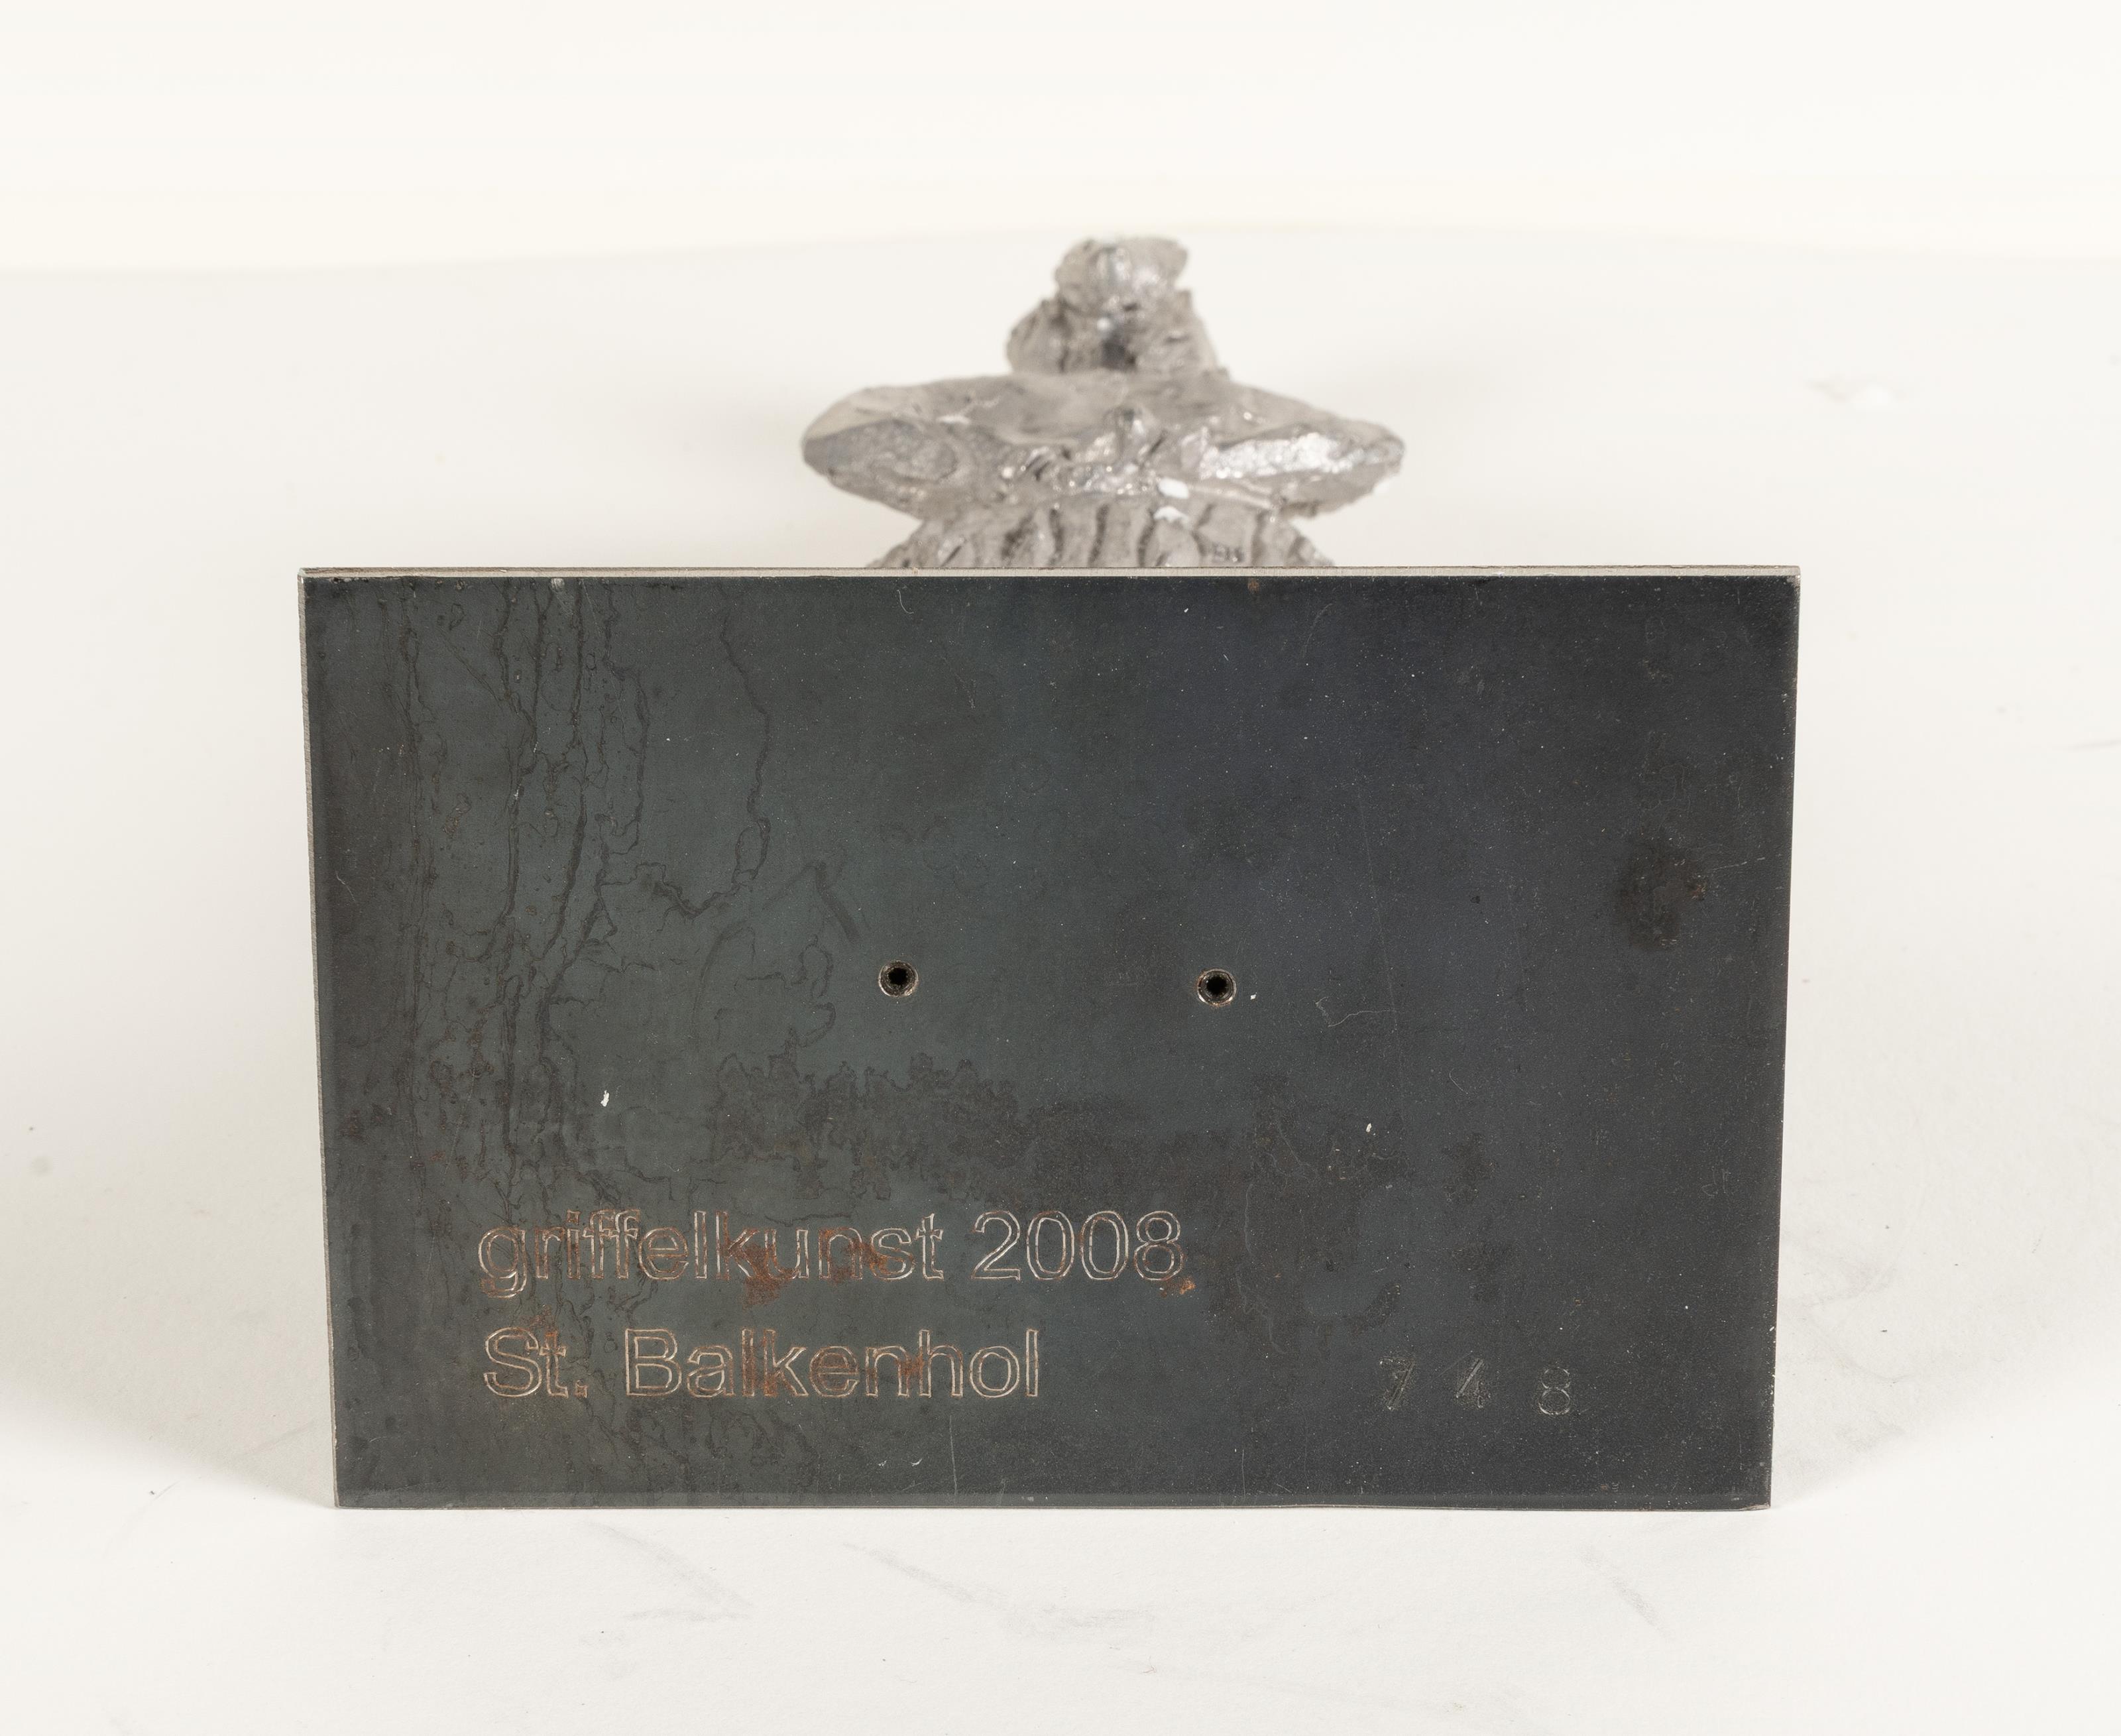 griffelkunst 2008
St. Balkenhol
748